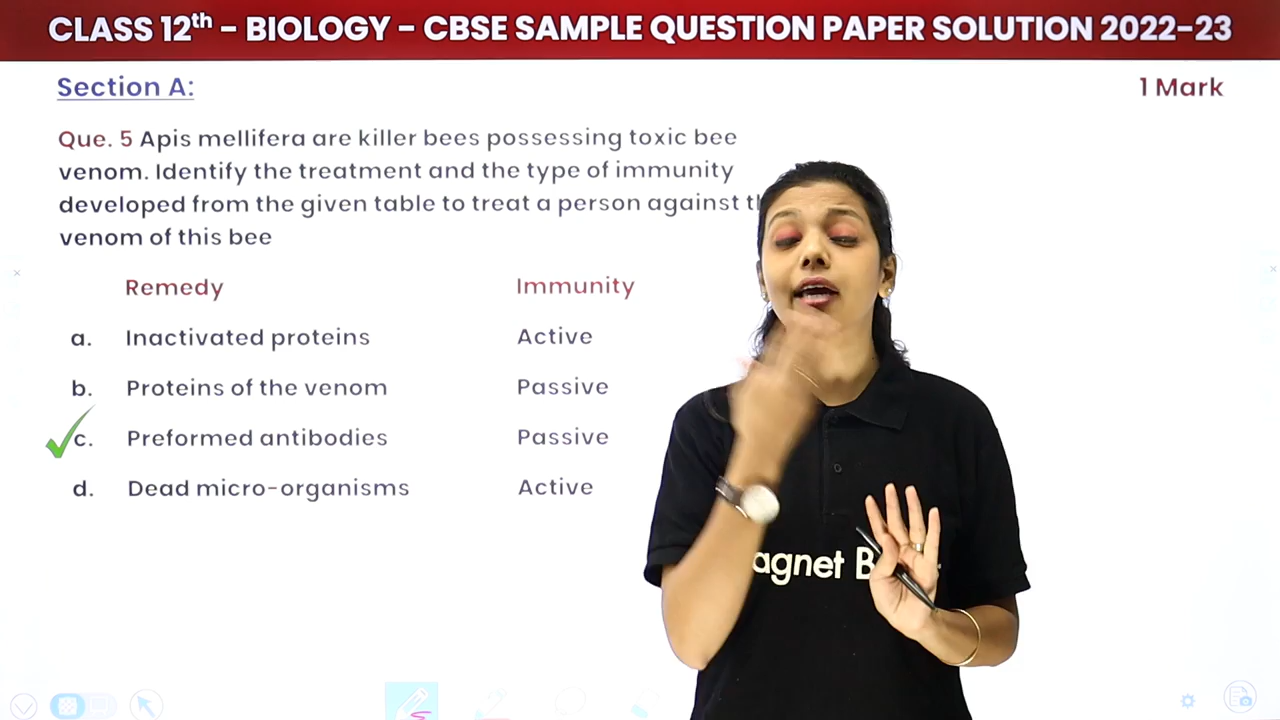 CLASS 12th - BIOLOGY - CBSE SAMPLE QUESTION PAPER SOLUTION 2022-23
Section A:
1 Mark
Que. 5 Apis mellifera are killer bees possessing toxic bee
venom. Identify the treatment and the type of immunity
developed from the given table to treat a person against
venom of this bee
Remedy Immunity
a. Inactivated proteins Active
b. Proteins of the venom Passive
c. Preformed antibodies Passive
d. Dead micro-organisms Active
agnet B